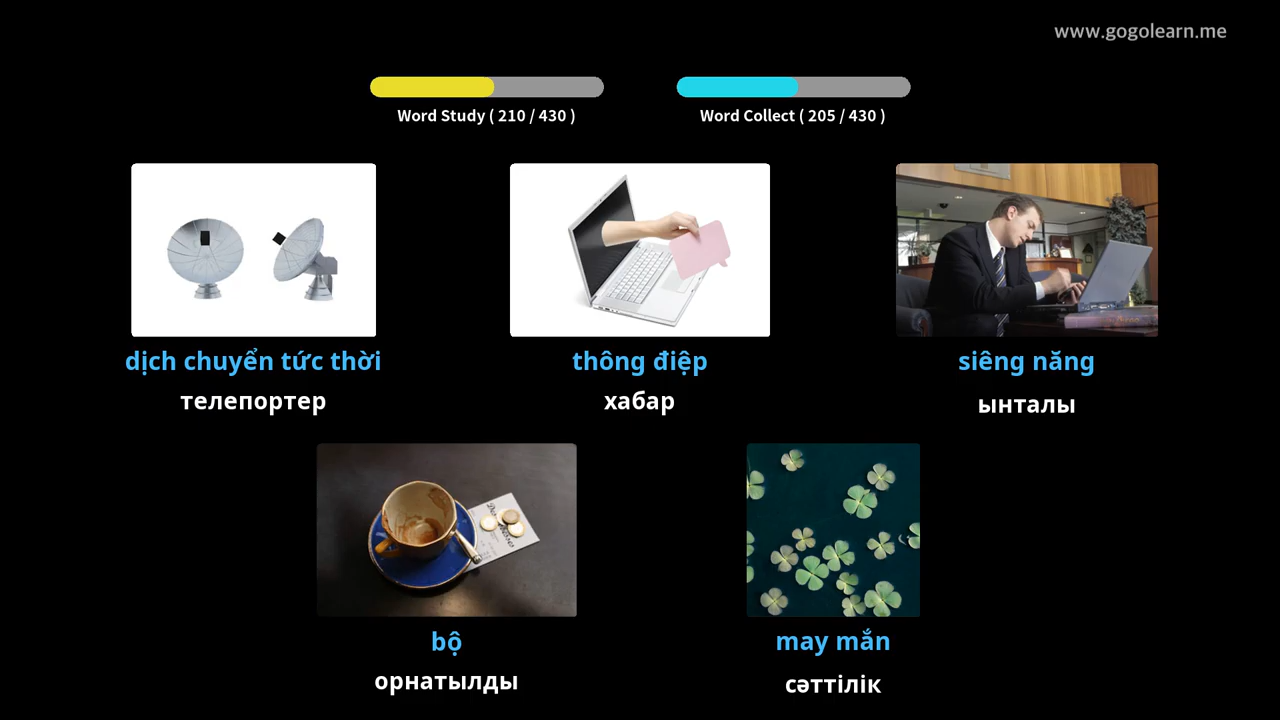 www.gogolearn.me
Word Study ( 210 / 430 )
Word Collect ( 205 / 430 )
dịch chuyển tức thời
телепортер
thông điệp
хабар
siêng năng
ынталы
bộ
орнатылды
may mắn
сәттілік